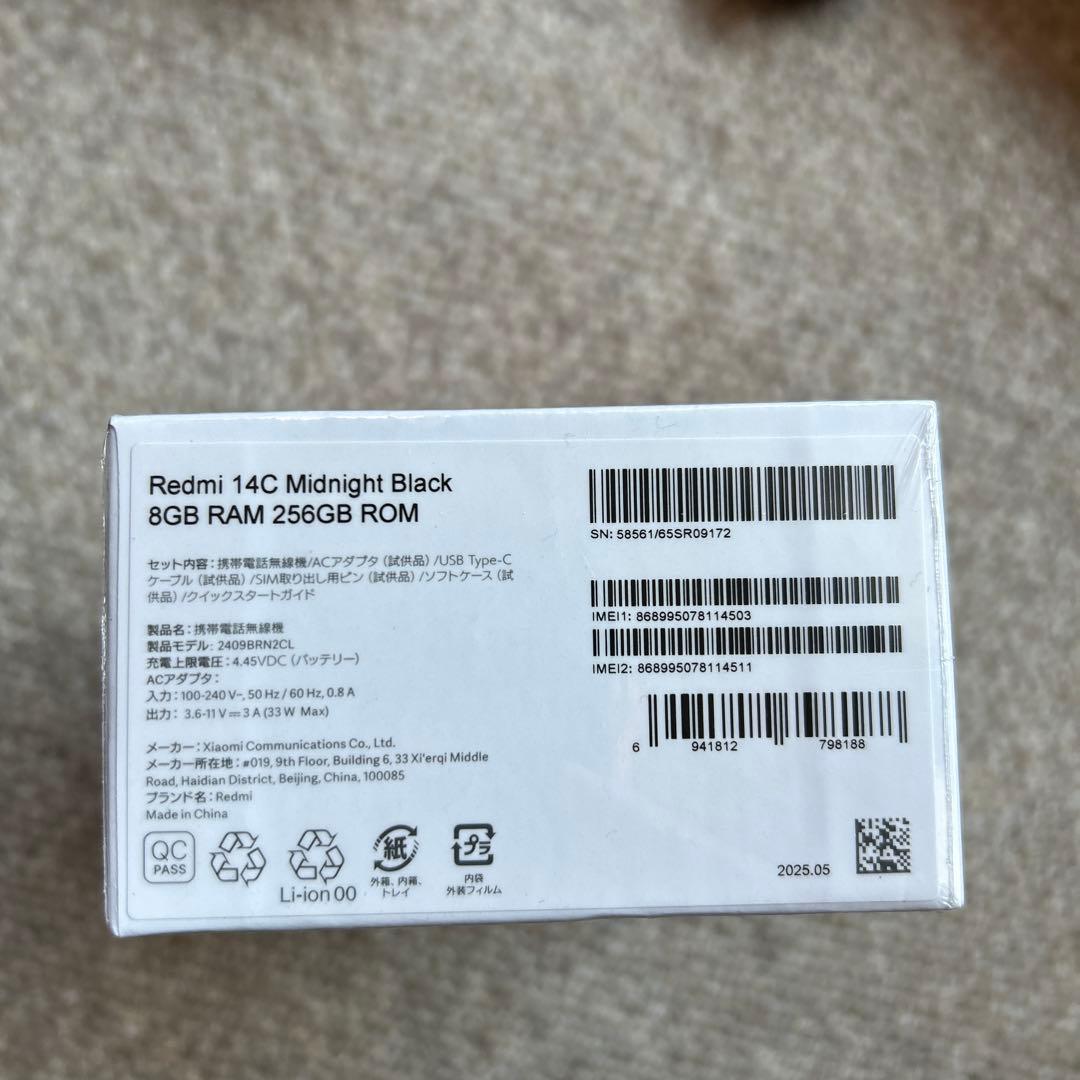 Redmi 14C Midnight Black
8GB RAM 256GB ROM
セット内容：携帯電話無線機/ACアダプタ（試供品）/USB Type-C
ケーブル（試供品）/SIM取り出し用ピン（試供品）/ソフトケース（試
供品）/クイックスタートガイド
製品名：携帯電話無線機
製品モデル: 2409BRN2CL
充電上限電圧：4.45VDC（バッテリー）
ACアダプタ：
入力：100-240 V~, 50 Hz / 60 Hz, 0.8 A
出力： 3.6-11 V⎓3 A (33 W Max)
メーカー：Xiaomi Communications Co., Ltd.
メーカー所在地：#019, 9th Floor, Building 6, 33 Xi'erqi Middle
Road, Haidian District, Beijing, China, 100085
ブランド名：Redmi
Made in China
QC
PASS
Li-ion 00
紙
外箱、内箱、
トレイ
プラ
内袋
外装フィルム
SN: 58561/65SR09172
IMEI1: 868995078114503
IMEI2: 868995078114511
6 941812 798188
2025.05